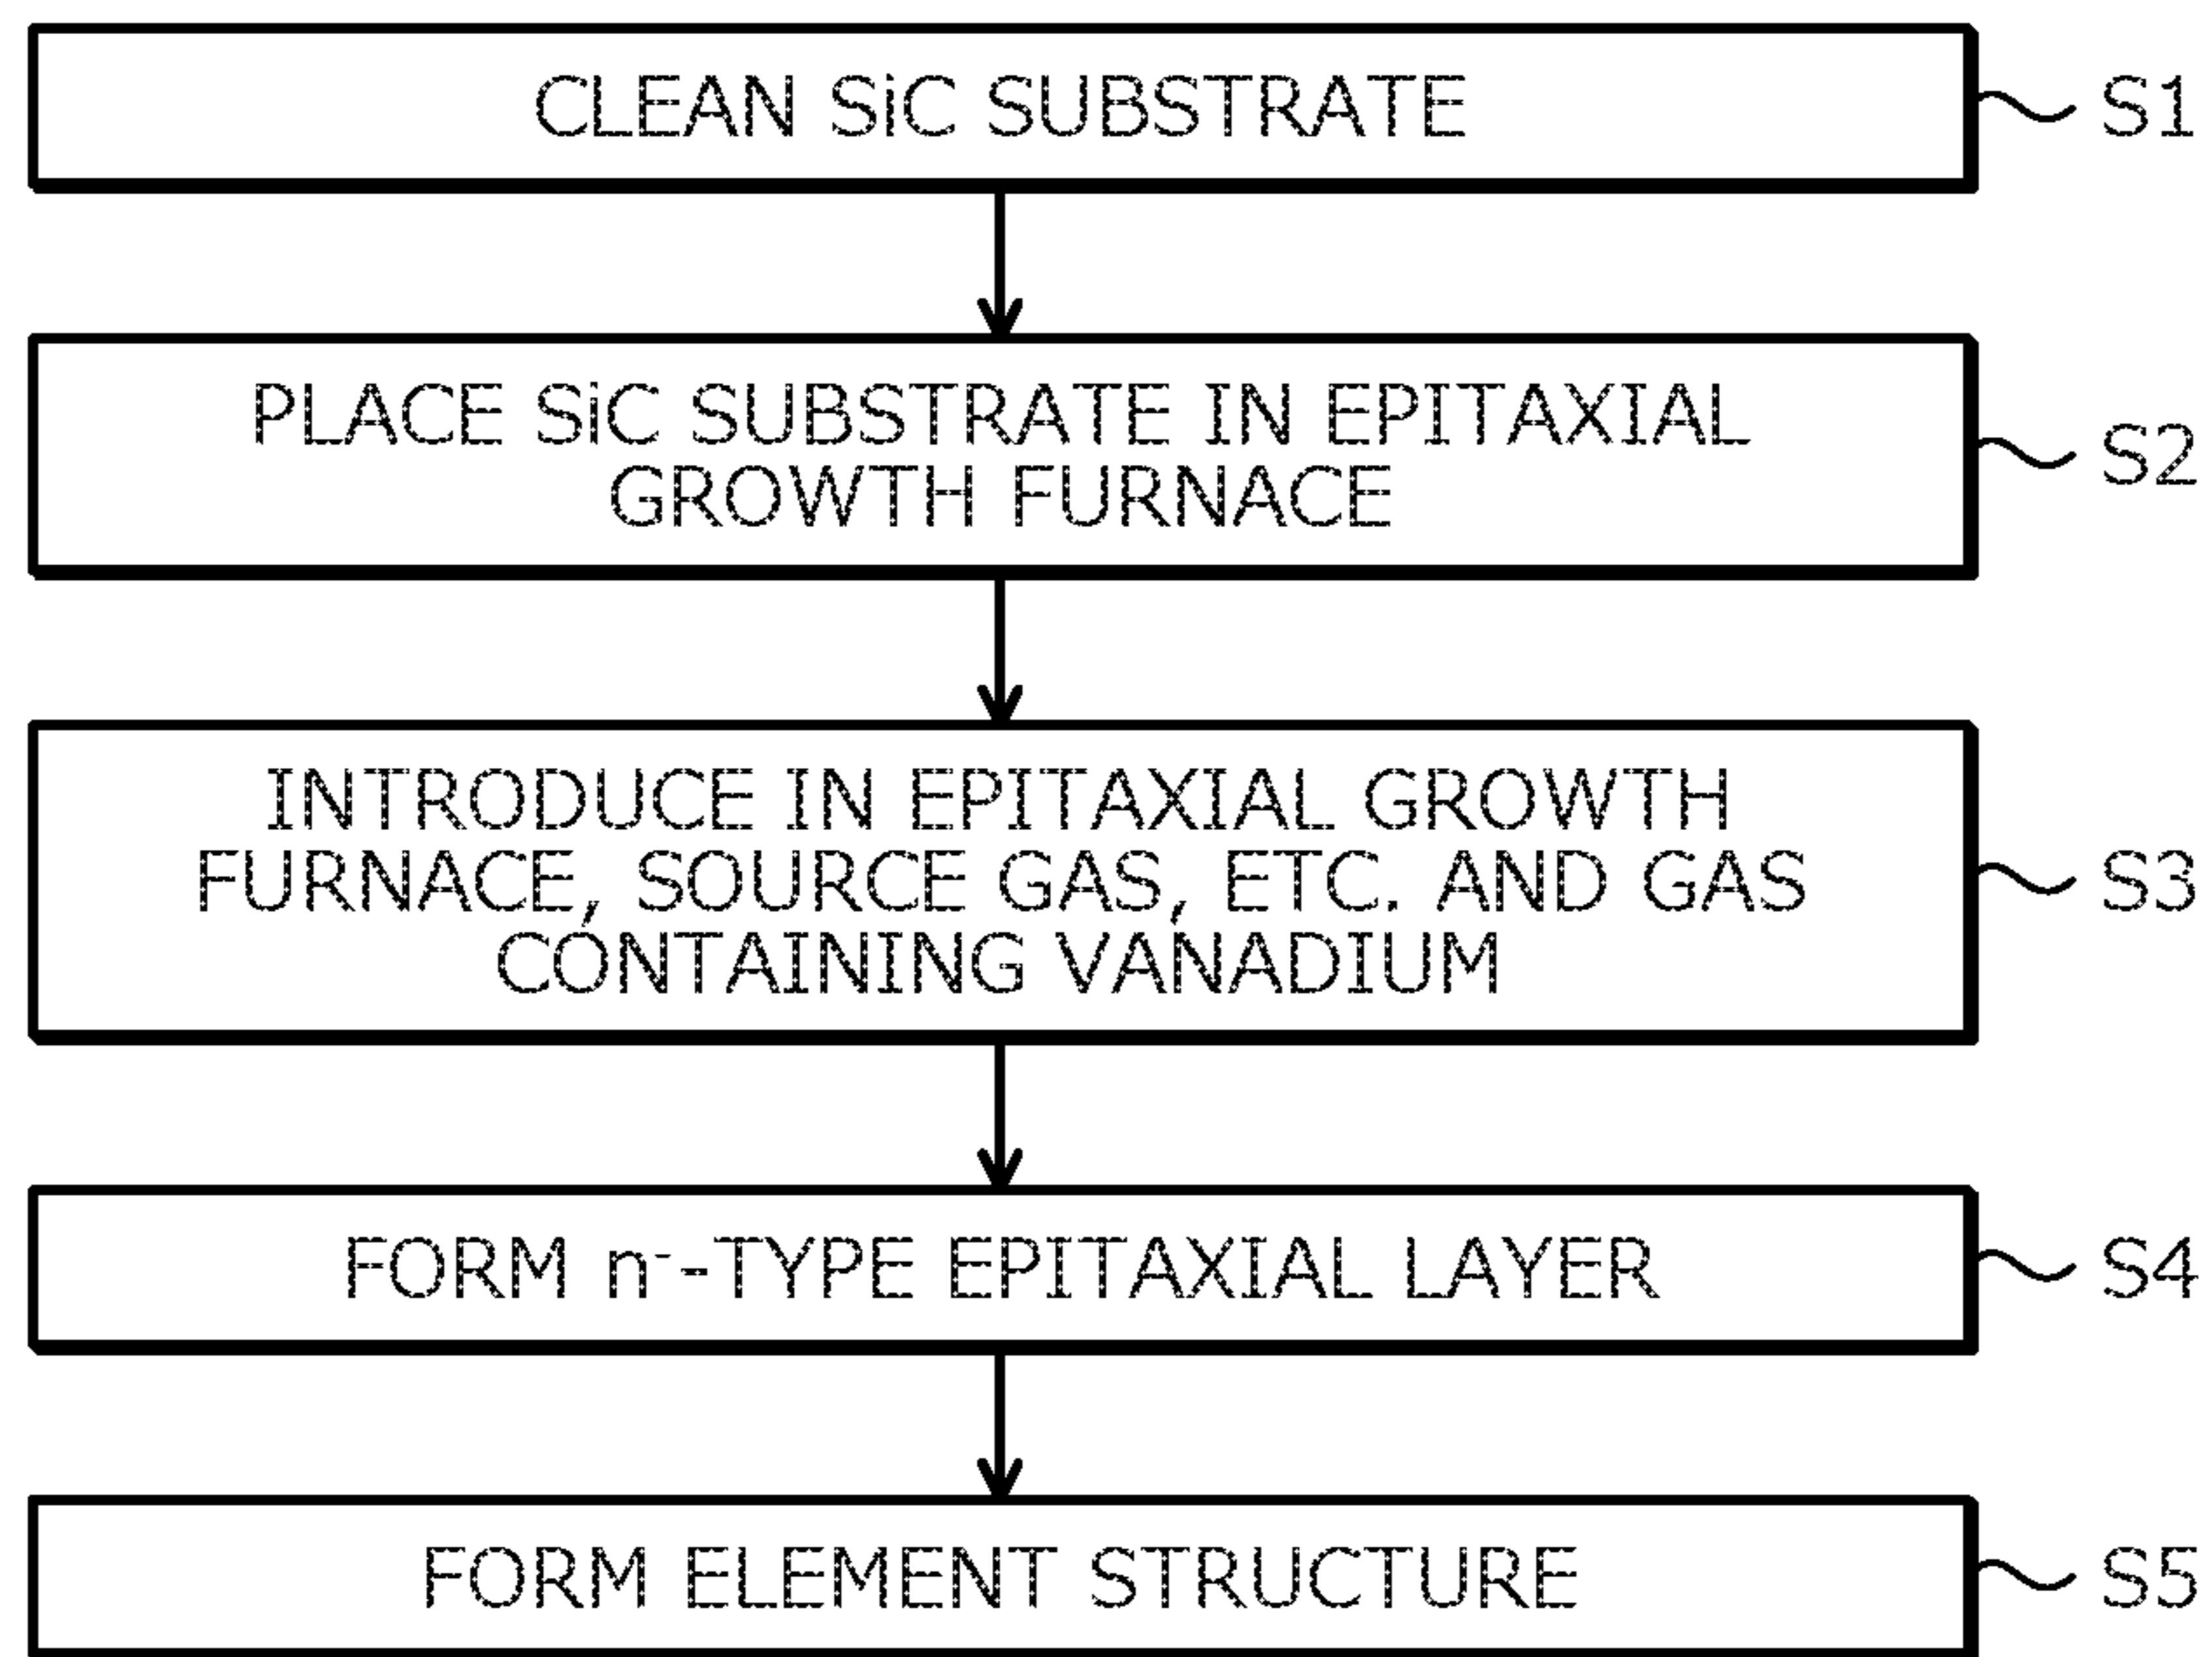 CLEAN SiC SUBSTRATE
S1
PLACE SiC SUBSTRATE IN EPITAXIAL
GROWTH FURNACE
S2
INTRODUCE IN EPITAXIAL GROWTH
FURNACE, SOURCE GAS, ETC. AND GAS
CONTAINING VANADIUM
S3
FORM n⁻-TYPE EPITAXIAL LAYER
S4
FORM ELEMENT STRUCTURE
S5